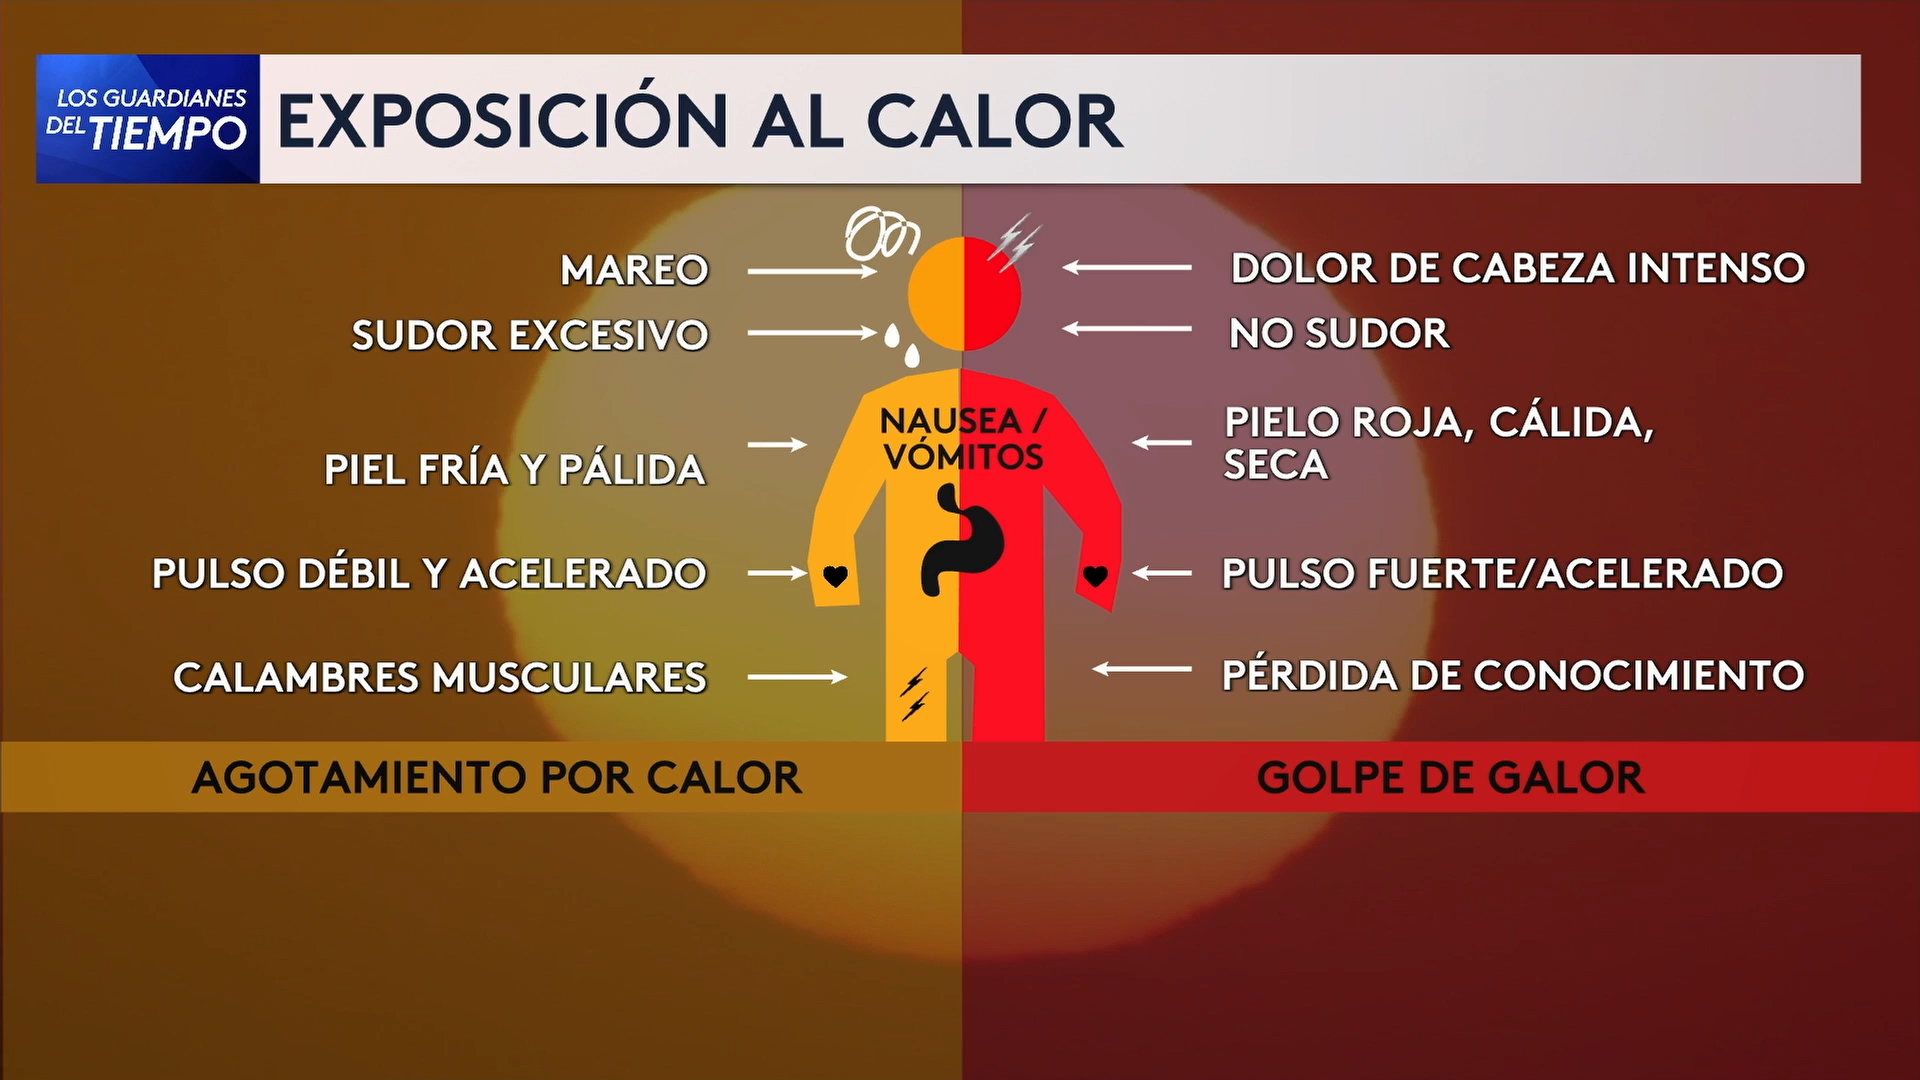 LOS GUARDIANES
DEL TIEMPO
EXPOSICIÓN AL CALOR
MAREO
SUDOR EXCESIVO
PIEL FRÍA Y PÁLIDA
PULSO DÉBIL Y ACELERADO
CALAMBRES MUSCULARES
NAUSEA /
VÓMITOS
DOLOR DE CABEZA INTENSO
NO SUDOR
PIELO ROJA, CÁLIDA,
SECA
PULSO FUERTE/ACELERADO
PÉRDIDA DE CONOCIMIENTO
AGOTAMIENTO POR CALOR
GOLPE DE GALOR